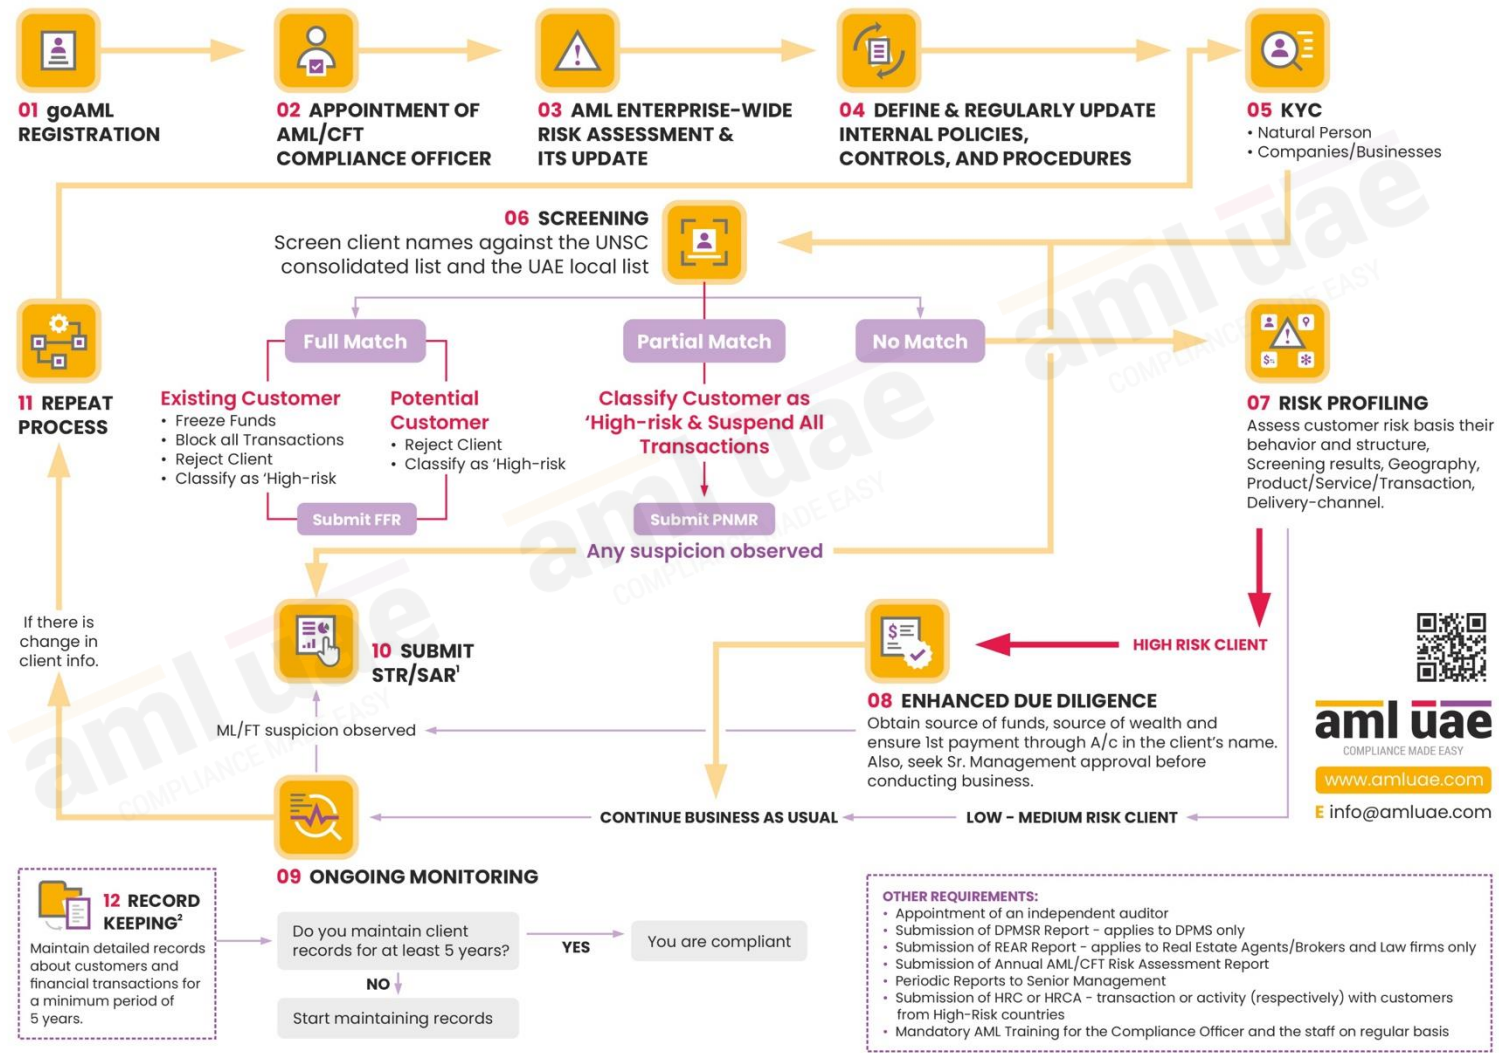 01 goAML
REGISTRATION
02 APPOINTMENT OF
AML/CFT
COMPLIANCE OFFICER
03 AML ENTERPRISE-WIDE
RISK ASSESSMENT &
ITS UPDATE
04 DEFINE & REGULARLY UPDATE
INTERNAL POLICIES,
CONTROLS, AND PROCEDURES
05 KYC
• Natural Person
• Companies/Businesses
06 SCREENING
Screen client names against the UNSC
consolidated list and the UAE local list
Full Match
Partial Match
No Match
Existing Customer
• Freeze Funds
• Block all Transactions
• Reject Client
• Classify as ‘High-risk
Potential
Customer
• Reject Client
• Classify as ‘High-risk
Submit FFR
Classify Customer as
‘High-risk & Suspend All
Transactions
Submit PNMR
Any suspicion observed
07 RISK PROFILING
Assess customer risk basis their
behavior and structure,
Screening results, Geography,
Product/Service/Transaction,
Delivery-channel.
11 REPEAT
PROCESS
If there is
change in
client info.
10 SUBMIT
STR/SAR¹
ML/FT suspicion observed
HIGH RISK CLIENT
08 ENHANCED DUE DILIGENCE
Obtain source of funds, source of wealth and
ensure 1st payment through A/c in the client’s name.
Also, seek Sr. Management approval before
conducting business.
CONTINUE BUSINESS AS USUAL
LOW - MEDIUM RISK CLIENT
09 ONGOING MONITORING
aml uae
COMPLIANCE MADE EASY
www.amluae.com
E info@amluae.com
12 RECORD
KEEPING²
Maintain detailed records
about customers and
financial transactions for
a minimum period of
5 years.
Do you maintain client
records for at least 5 years?
YES
You are compliant
NO
Start maintaining records
OTHER REQUIREMENTS:
• Appointment of an independent auditor
• Submission of DPMSR Report - applies to DPMS only
• Submission of REAR Report - applies to Real Estate Agents/Brokers and Law firms only
• Submission of Annual AML/CFT Risk Assessment Report
• Periodic Reports to Senior Management
• Submission of HRC or HRCA - transaction or activity (respectively) with customers
from High-Risk countries
• Mandatory AML Training for the Compliance Officer and the staff on regular basis
aml uae
COMPLIANCE MADE EASY
aml uae
COMPLIANCE MADE EASY
aml uae
COMPLIANCE MADE EASY